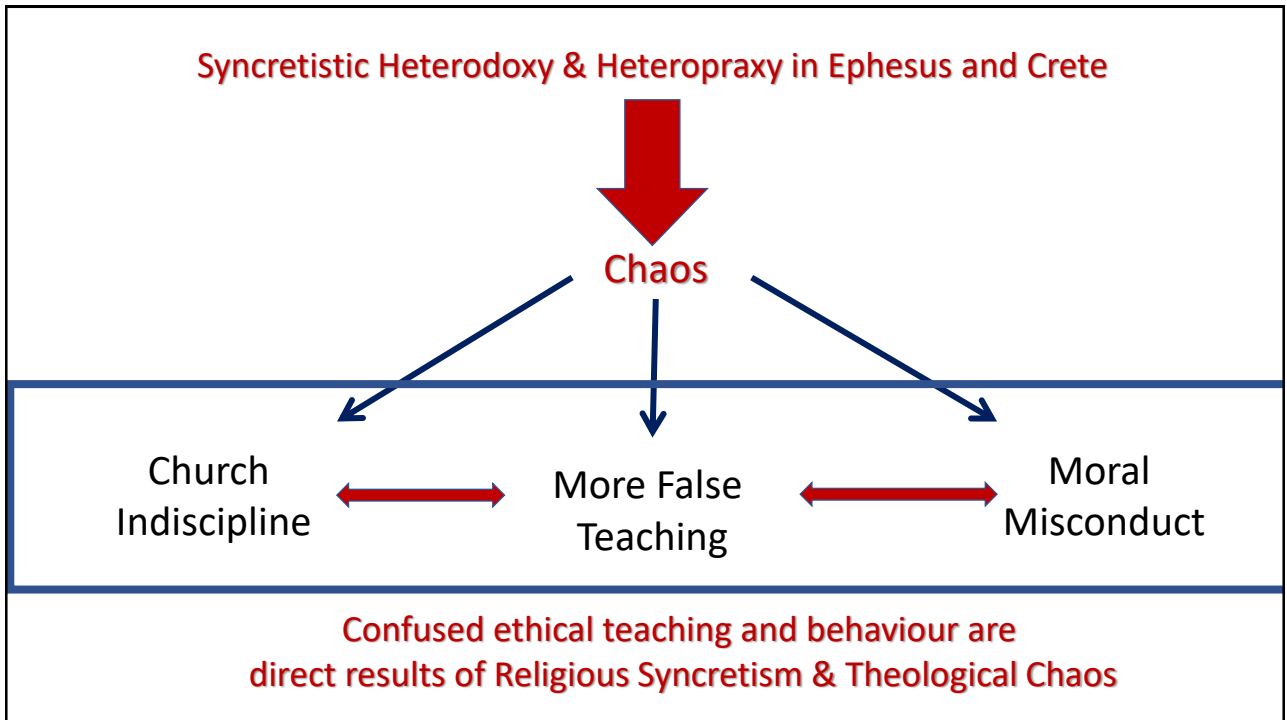 Syncretistic Heterodoxy & Heteropraxy in Ephesus and Crete
Chaos
Church
Indiscipline
More False
Teaching
Moral
Misconduct
Confused ethical teaching and behaviour are
direct results of Religious Syncretism & Theological Chaos